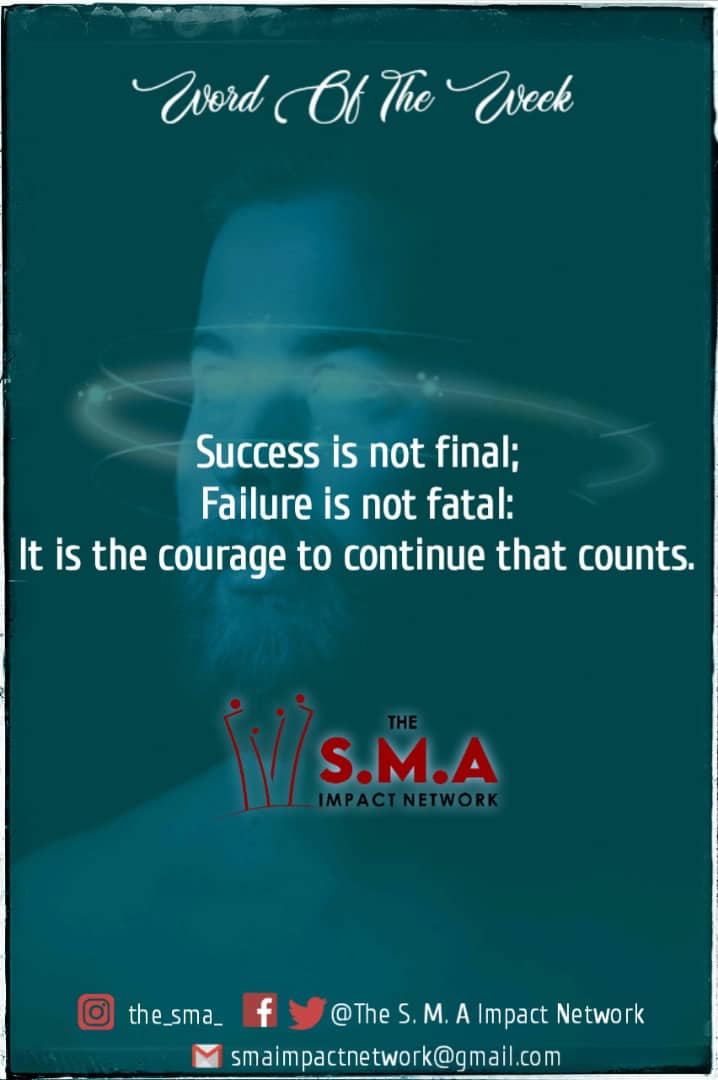 Word Of The Week
Success is not final;
Failure is not fatal:
It is the courage to continue that counts.
THE
S.M.A
IMPACT NETWORK
the_sma_ @The S. M. A Impact Network
smaimpactnetwork@gmail.com